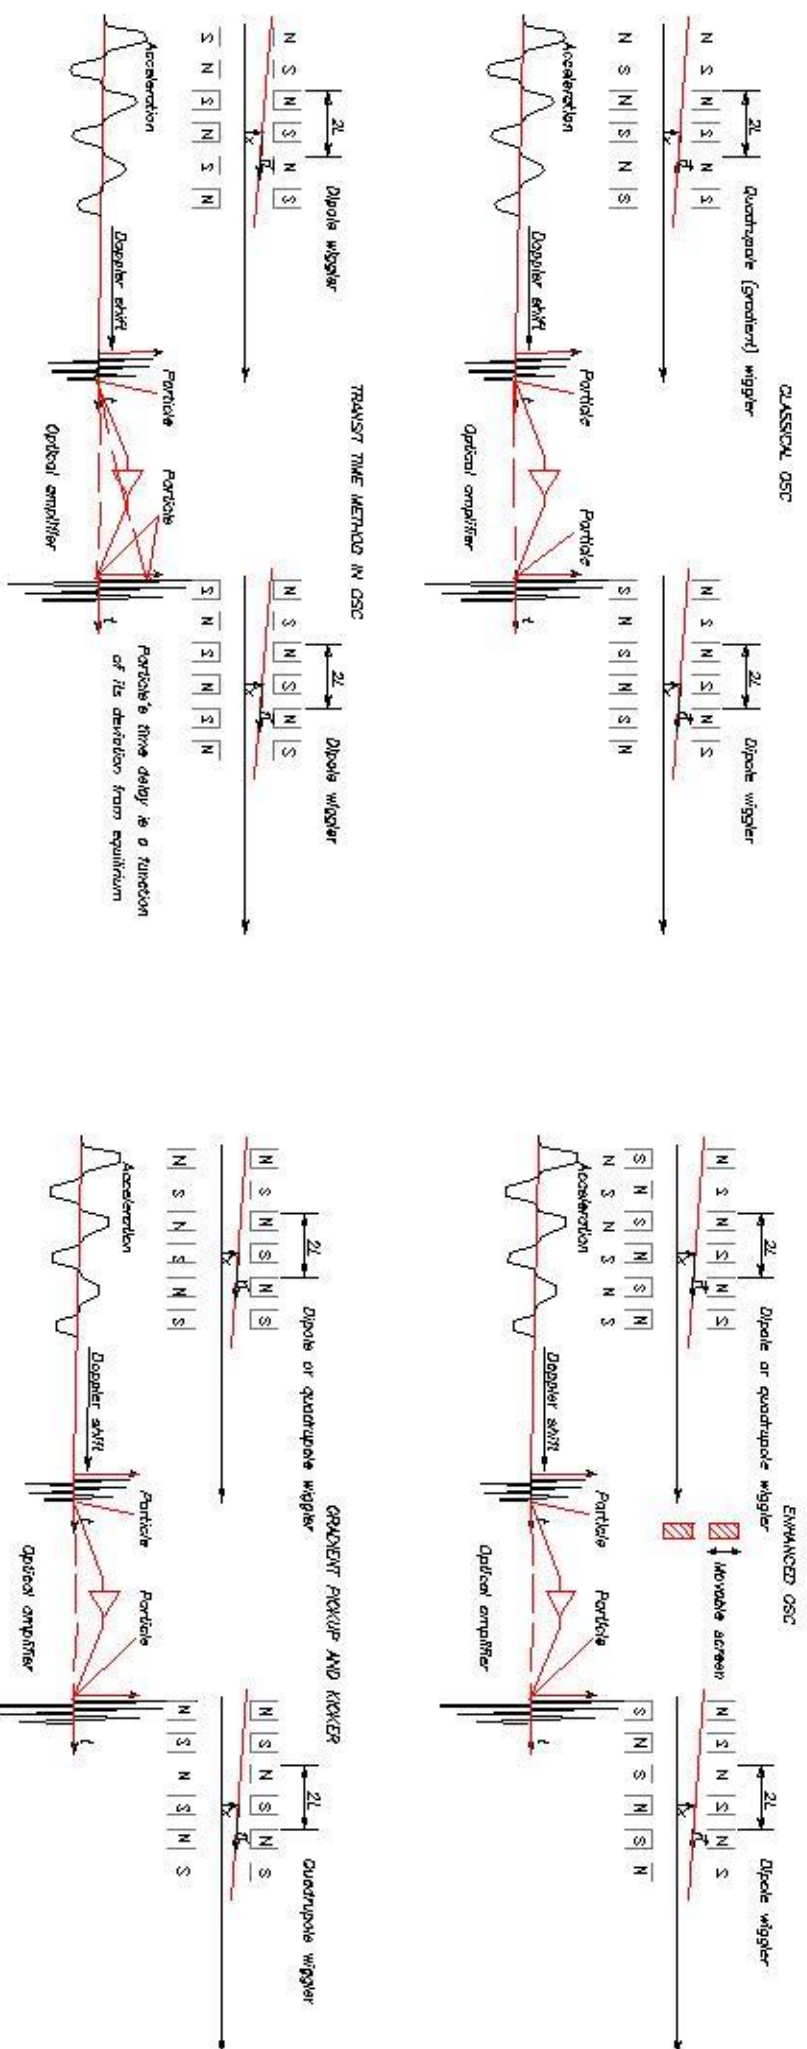 CLASSICAL OSC
Quadrupole (gradient) wiggler
Dipole wiggler
2L
2L
N S N S N S
N S N S N S
x
x
N S N S N S
S N S N S N
Acceleration
Doppler shift
Particle
Particle
t
t
Optical amplifier
ENHANCED OSC
Dipole or quadrupole wiggler
Movable screen
Dipole wiggler
2L
2L
N S N S N S
N S N S N S
x
x
S N S N S N
S N S N S N
N S N S N S
Acceleration
Doppler shift
Particle
Particle
t
t
Optical amplifier
TRANSIT TIME METHOD IN OSC
Dipole wiggler
Dipole wiggler
2L
2L
N S N S N S
N S N S N S
x
x
S N S N S N
S N S N S N
Acceleration
Doppler shift
Particle
Particle
t
t
Optical amplifier
Particle's time delay is a function
of its deviation from equilirium
GRADIENT PICKUP AND KICKER
Dipole or quadrupole wiggler
Quadrupole wiggler
2L
2L
N S N S N S
N S N S N S
x
x
N S N S N S
N S N S N S
Acceleration
Doppler shift
Particle
Particle
t
t
Optical amplifier